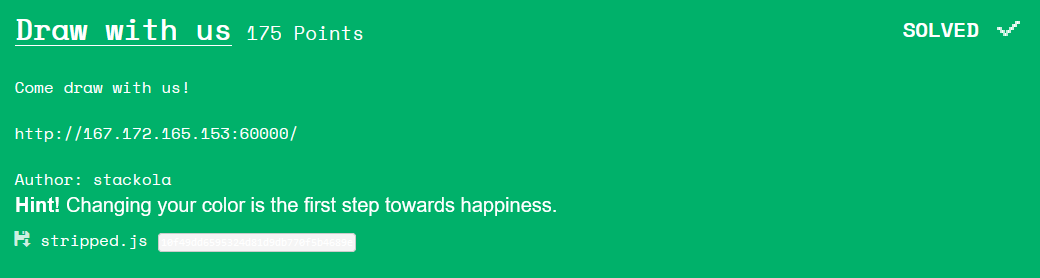 Draw with us 175 Points SOLVED
Come draw with us!
http://167.172.165.153:60000/
Author: stackola
Hint! Changing your color is the first step towards happiness.
stripped.js